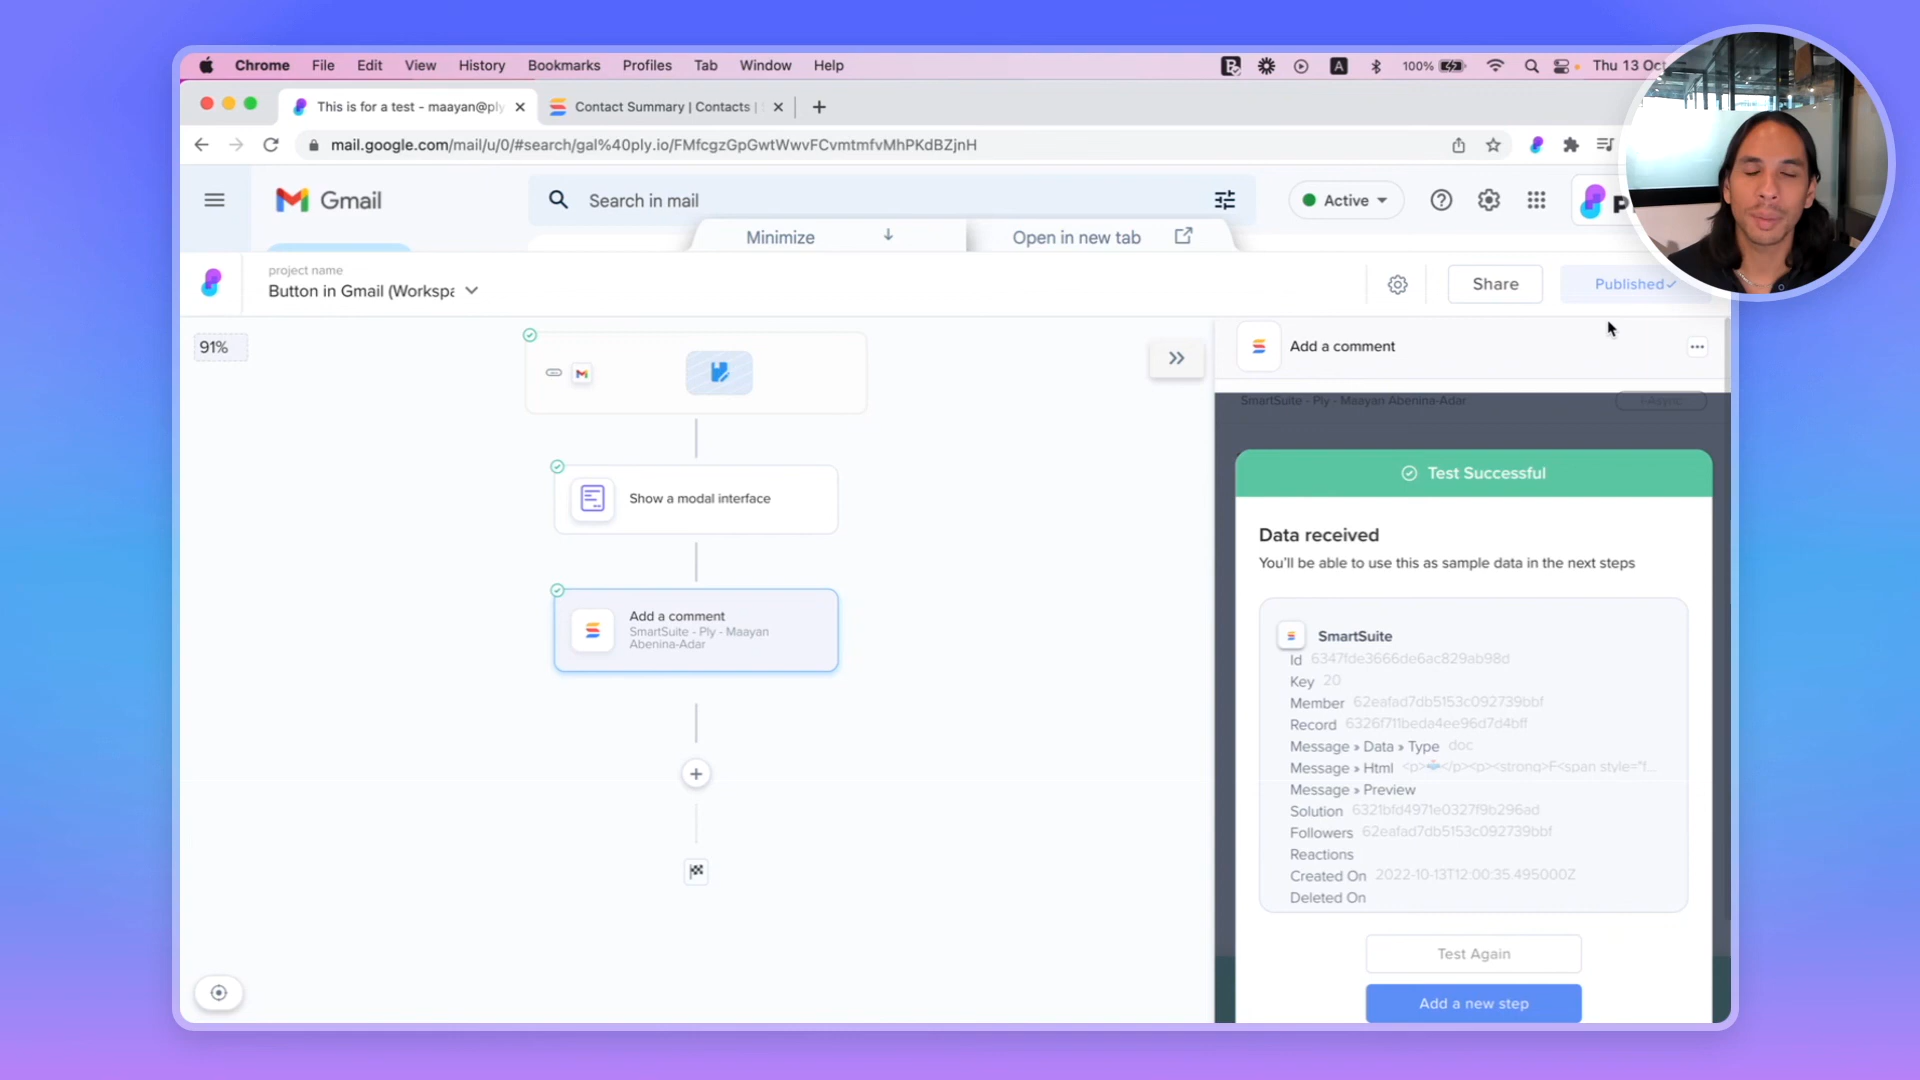 Chrome File Edit View History Bookmarks Profiles Tab Window Help
A 100% Thu 13 Oct
This is for a test - maayan@ply
Contact Summary | Contacts |
mail.google.com/mail/u/0/#search/gal%40ply.io/FMfcgzGpGwtWwvFCvmtmfvMhPKdBZjnH
Gmail
Search in mail
Active
Minimize
Open in new tab
project name
Button in Gmail (Workspa
Share
Published
91%
Add a comment
SmartSuite - Ply - Maayan Abenina-Adar
Test Successful
Show a modal interface
Data received
You'll be able to use this as sample data in the next steps
Add a comment
SmartSuite - Ply - Maayan
Abenina-Adar
SmartSuite
Id 6347fde3666de6ac829ab98d
Key 20
Member 62eafad7db5153c092739bbf
Record 6326f711beda4ee96d7d4bff
Message » Data » Type doc
Message » Html <p></p><p><strong>F<span style="f...
Message » Preview
Solution 6321bfd4971e0327f9b296ad
Followers 62eafad7db5153c092739bbf
Reactions
Created On 2022-10-13T12:00:35.495000Z
Deleted On
Test Again
Add a new step